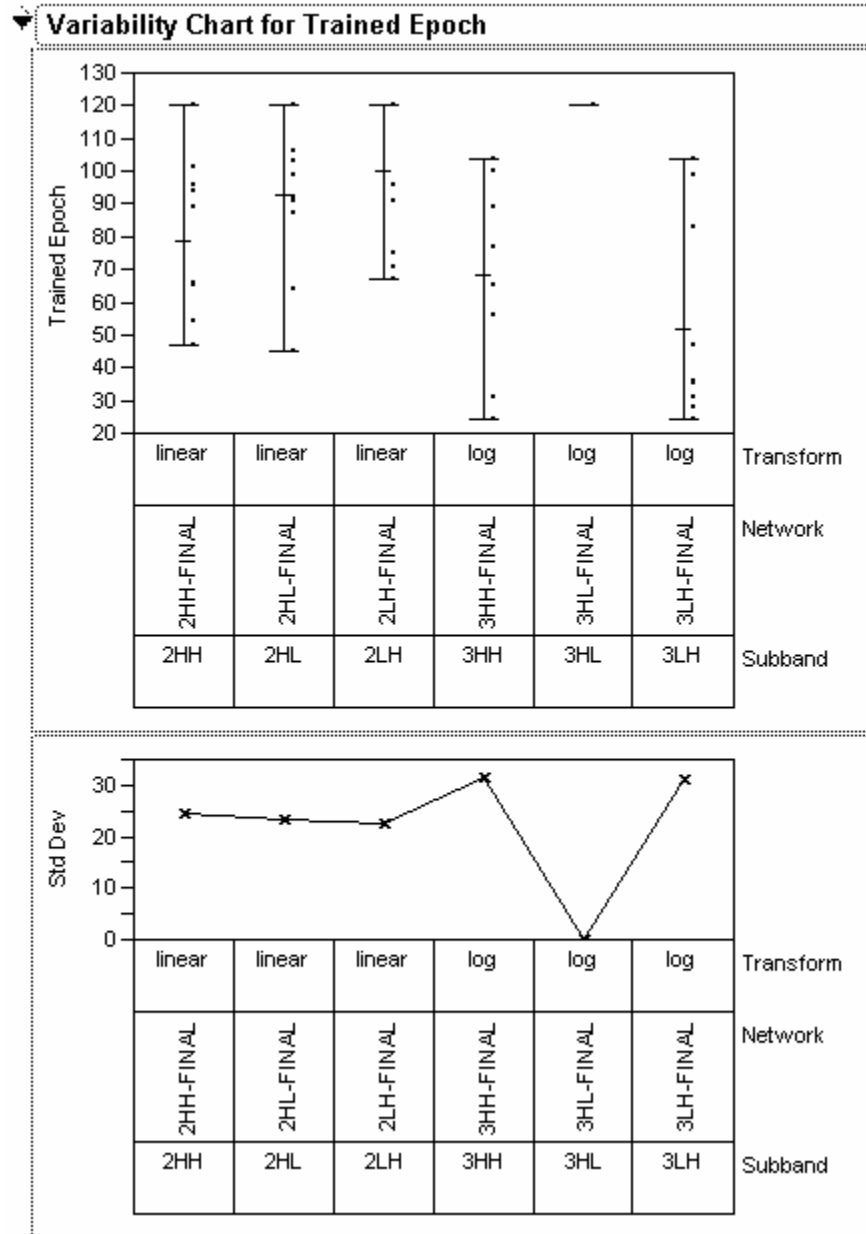 Variability Chart for Trained Epoch
130
120
110
100
90
80
70
60
50
40
30
20
Trained Epoch
linear linear linear log log log Transform
2HH-FINAL 2HL-FINAL 2LH-FINAL 3HH-FINAL 3HL-FINAL 3LH-FINAL Network
2HH 2HL 2LH 3HH 3HL 3LH Subband
30
20
10
0
Std Dev
linear linear linear log log log Transform
2HH-FINAL 2HL-FINAL 2LH-FINAL 3HH-FINAL 3HL-FINAL 3LH-FINAL Network
2HH 2HL 2LH 3HH 3HL 3LH Subband